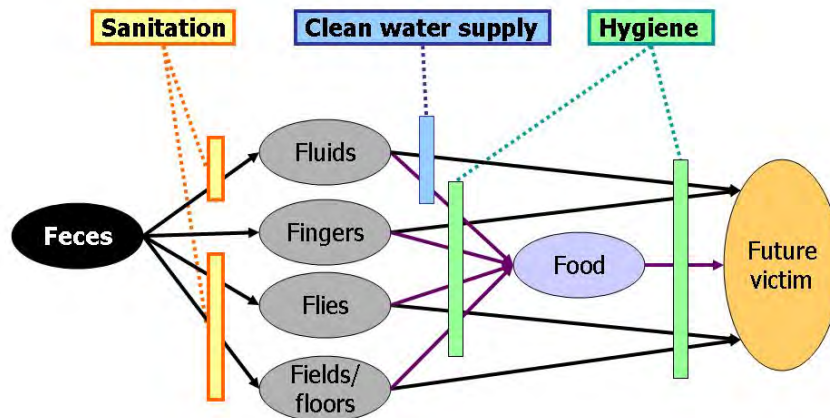 Sanitation
Clean water supply
Hygiene
Fluids
Feces
Fingers
Food
Future
victim
Flies
Fields/
floors